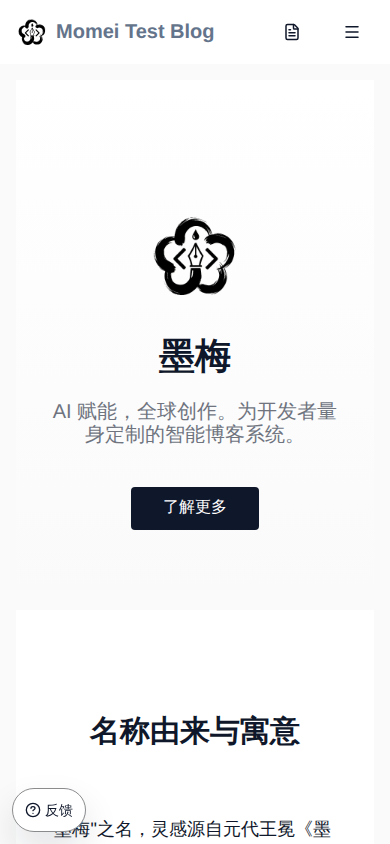 Momei Test Blog
墨梅
AI 赋能，全球创作。为开发者量
身定制的智能博客系统。
了解更多
名称由来与寓意
墨梅"之名，灵感源自元代王冕《墨
反馈